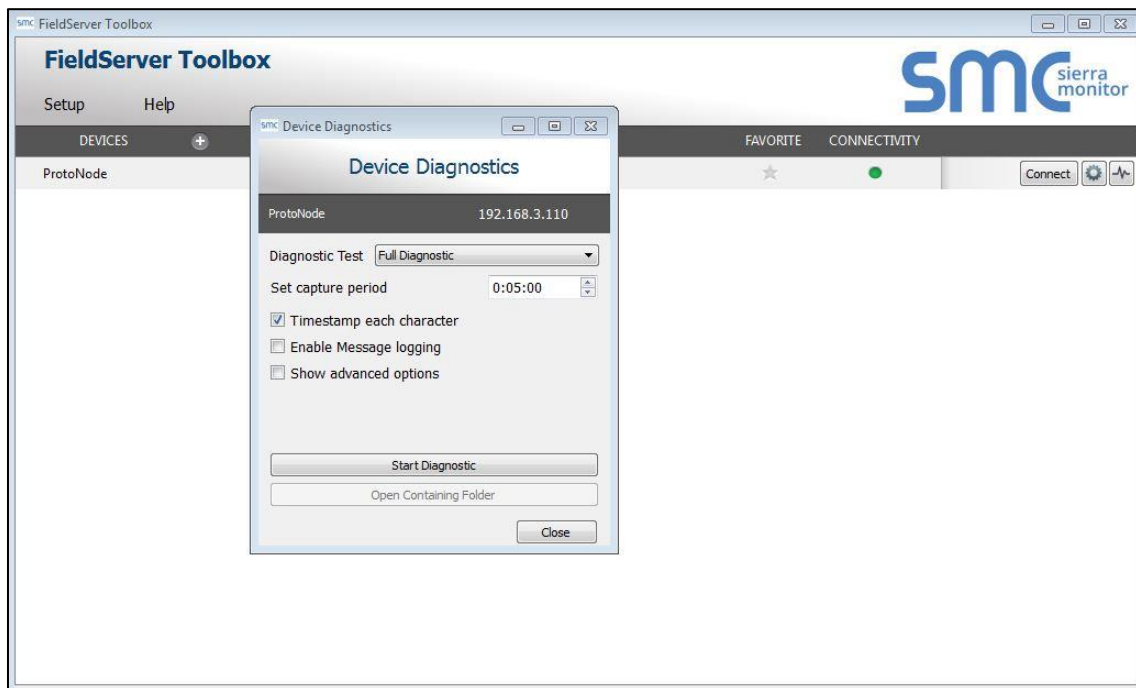 smc FieldServer Toolbox
FieldServer Toolbox
smc sierra monitor
Setup Help
DEVICES FAVORITE CONNECTIVITY
ProtoNode Connect
smc Device Diagnostics
Device Diagnostics
ProtoNode 192.168.3.110
Diagnostic Test Full Diagnostic
Set capture period 0:05:00
Timestamp each character
Enable Message logging
Show advanced options
Start Diagnostic
Open Containing Folder
Close